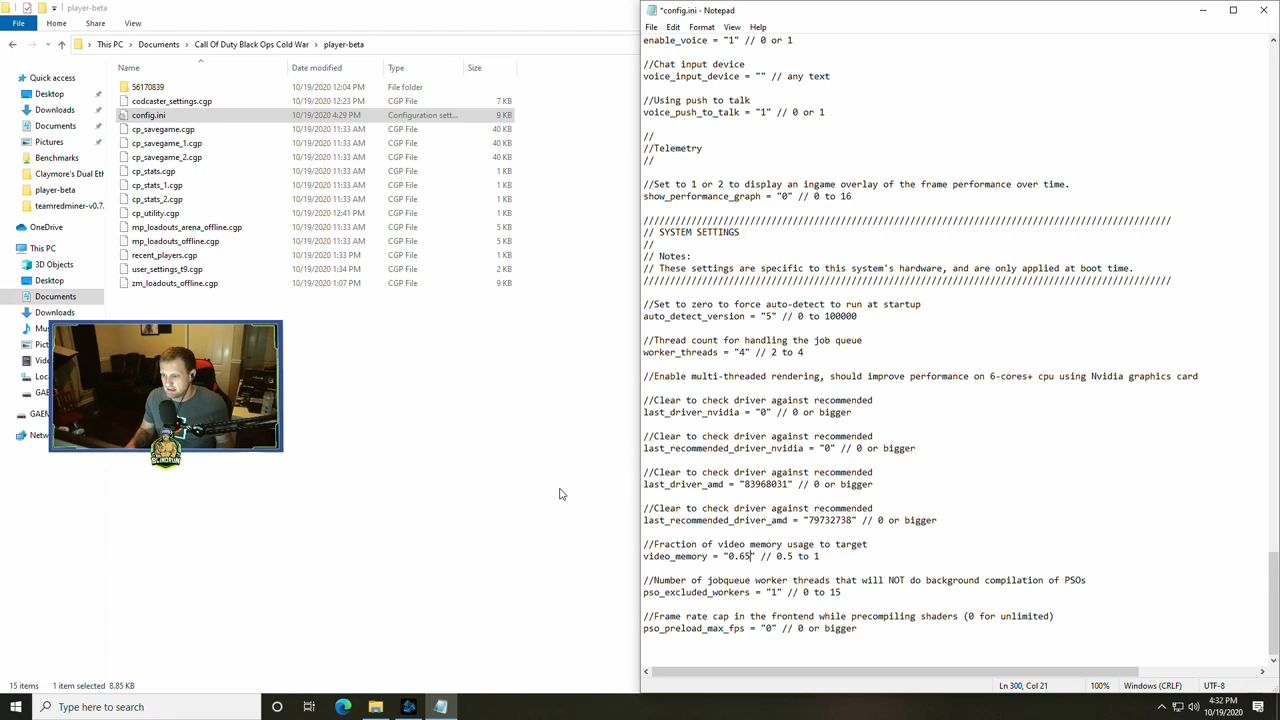 player-beta
File Home Share View
This PC Documents Call Of Duty Black Ops Cold War player-beta
Name Date modified Type Size
Quick access
Desktop
Downloads
Documents
Pictures
Benchmarks
Claymore's Dual Eth
player-beta
teamredminer-v0.7.
OneDrive
This PC
3D Objects
Desktop
Documents
Downloads
Mus
Pict
Vide
Loc
GAE
GAEM
Netw
56170839 10/19/2020 12:04 PM File folder
codcaster_settings.cgp 10/19/2020 12:23 PM CGP File 7 KB
config.ini 10/19/2020 4:29 PM Configuration sett... 9 KB
cp_savegame.cgp 10/19/2020 11:33 AM CGP File 40 KB
cp_savegame_1.cgp 10/19/2020 11:33 AM CGP File 40 KB
cp_savegame_2.cgp 10/19/2020 11:33 AM CGP File 40 KB
cp_stats.cgp 10/19/2020 11:33 AM CGP File 1 KB
cp_stats_1.cgp 10/19/2020 11:33 AM CGP File 1 KB
cp_stats_2.cgp 10/19/2020 11:33 AM CGP File 1 KB
cp_utility.cgp 10/19/2020 12:41 PM CGP File 1 KB
mp_loadouts_arena_offline.cgp 10/19/2020 11:33 AM CGP File 5 KB
mp_loadouts_offline.cgp 10/19/2020 11:33 AM CGP File 5 KB
recent_players.cgp 10/19/2020 1:33 PM CGP File 1 KB
user_settings_t9.cgp 10/19/2020 1:34 PM CGP File 2 KB
zm_loadouts_offline.cgp 10/19/2020 1:07 PM CGP File 9 KB
BLINDRUN
15 items 1 item selected 8.85 KB
*config.ini - Notepad
File Edit Format View Help
enable_voice = "1" // 0 or 1
//Chat input device
voice_input_device = "" // any text
//Using push to talk
voice_push_to_talk = "1" // 0 or 1
//
//Telemetry
//
//Set to 1 or 2 to display an ingame overlay of the frame performance over time.
show_performance_graph = "0" // 0 to 16
///////////////////////////////////////////////////////////////////////////////////////////////////
// SYSTEM SETTINGS
//
// Notes:
// These settings are specific to this system's hardware, and are only applied at boot time.
///////////////////////////////////////////////////////////////////////////////////////////////////
//Set to zero to force auto-detect to run at startup
auto_detect_version = "5" // 0 to 100000
//Thread count for handling the job queue
worker_threads = "4" // 2 to 4
//Enable multi-threaded rendering, should improve performance on 6-cores+ cpu using Nvidia graphics card
//Clear to check driver against recommended
last_driver_nvidia = "0" // 0 or bigger
//Clear to check driver against recommended
last_recommended_driver_nvidia = "0" // 0 or bigger
//Clear to check driver against recommended
last_driver_amd = "83968031" // 0 or bigger
//Clear to check driver against recommended
last_recommended_driver_amd = "79732738" // 0 or bigger
//Fraction of video memory usage to target
video_memory = "0.65" // 0.5 to 1
//Number of jobqueue worker threads that will NOT do background compilation of PSOs
pso_excluded_workers = "1" // 0 to 15
//Frame rate cap in the frontend while precompiling shaders (0 for unlimited)
pso_preload_max_fps = "0" // 0 or bigger
Ln 300, Col 21 100% Windows (CRLF) UTF-8
Type here to search
4:32 PM
10/19/2020